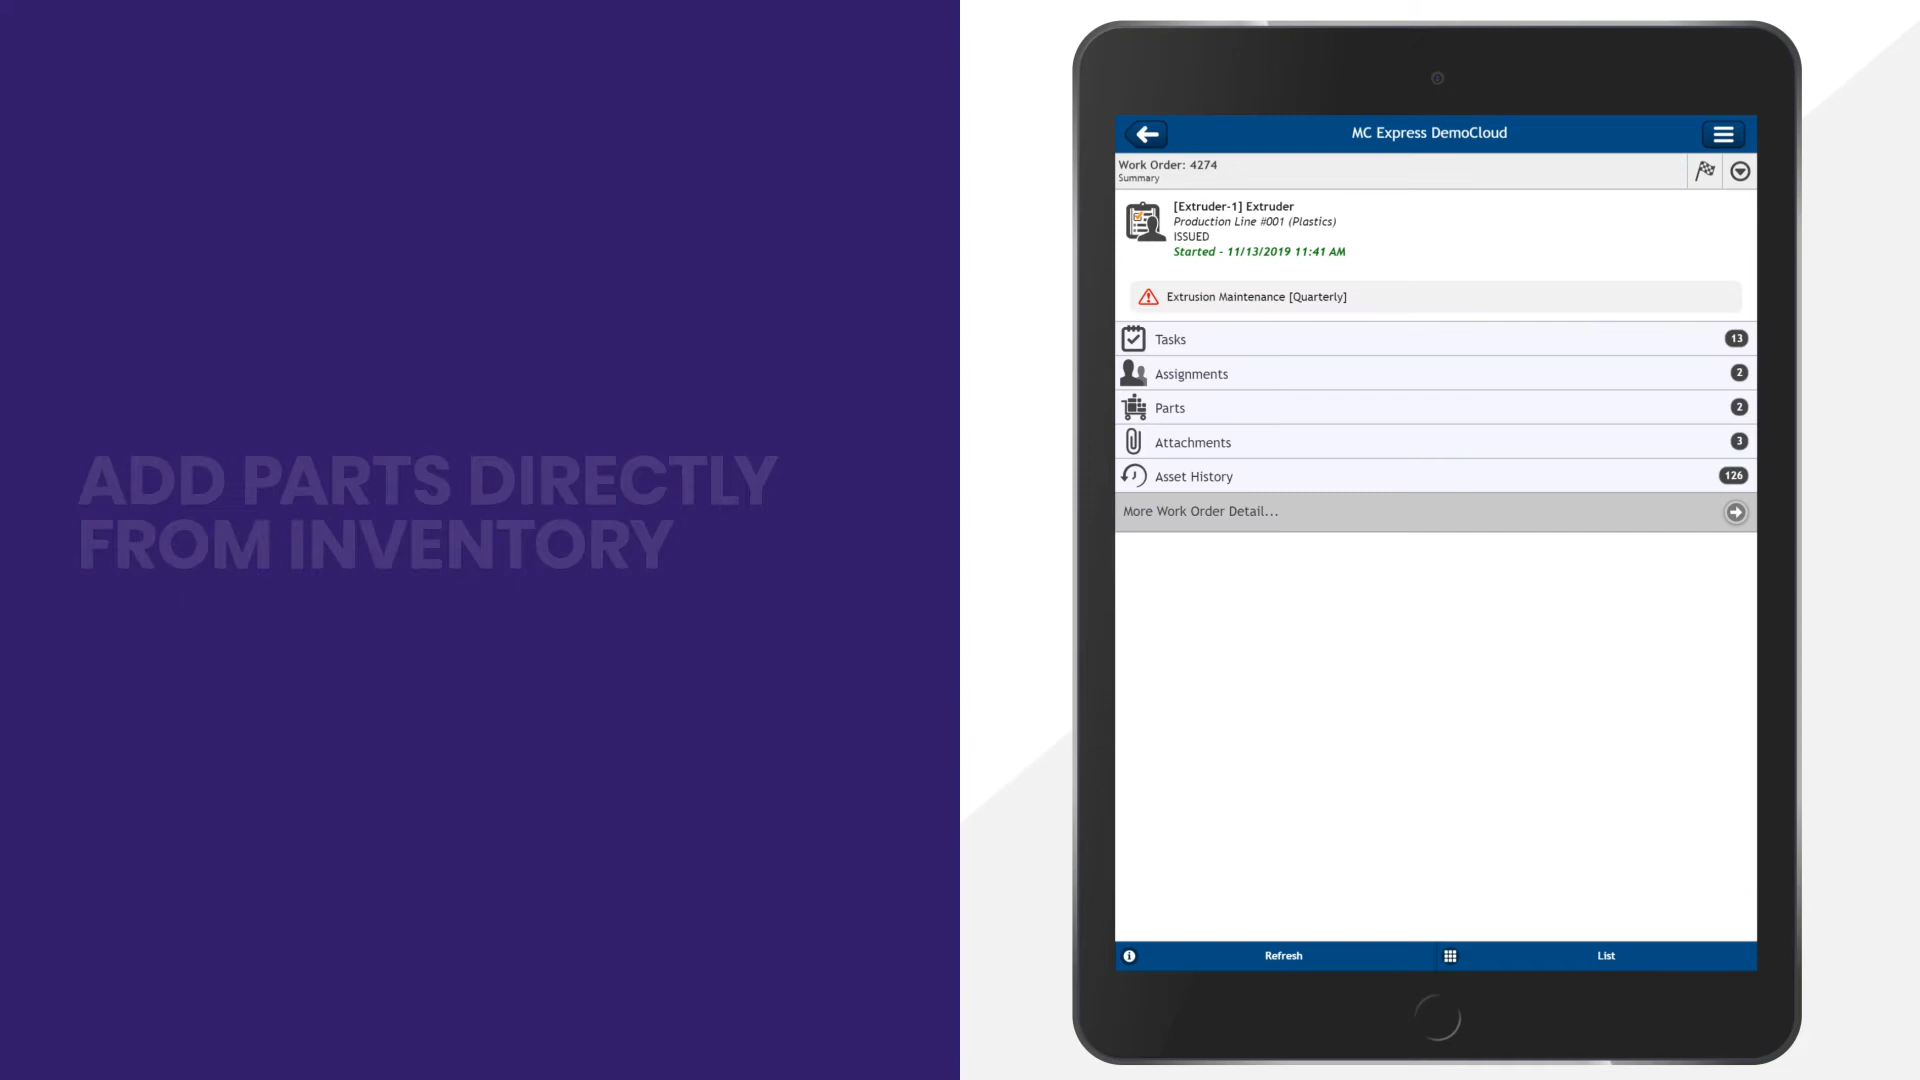 ADD PARTS DIRECTLY
FROM INVENTORY
MC Express DemoCloud
Work Order: 4274
Summary
[Extruder-1] Extruder
Production Line #001 (Plastics)
ISSUED
Started - 11/13/2019 11:41 AM
Extrusion Maintenance [Quarterly]
Tasks 13
Assignments 2
Parts 2
Attachments 3
Asset History 126
More Work Order Detail...
Refresh
List